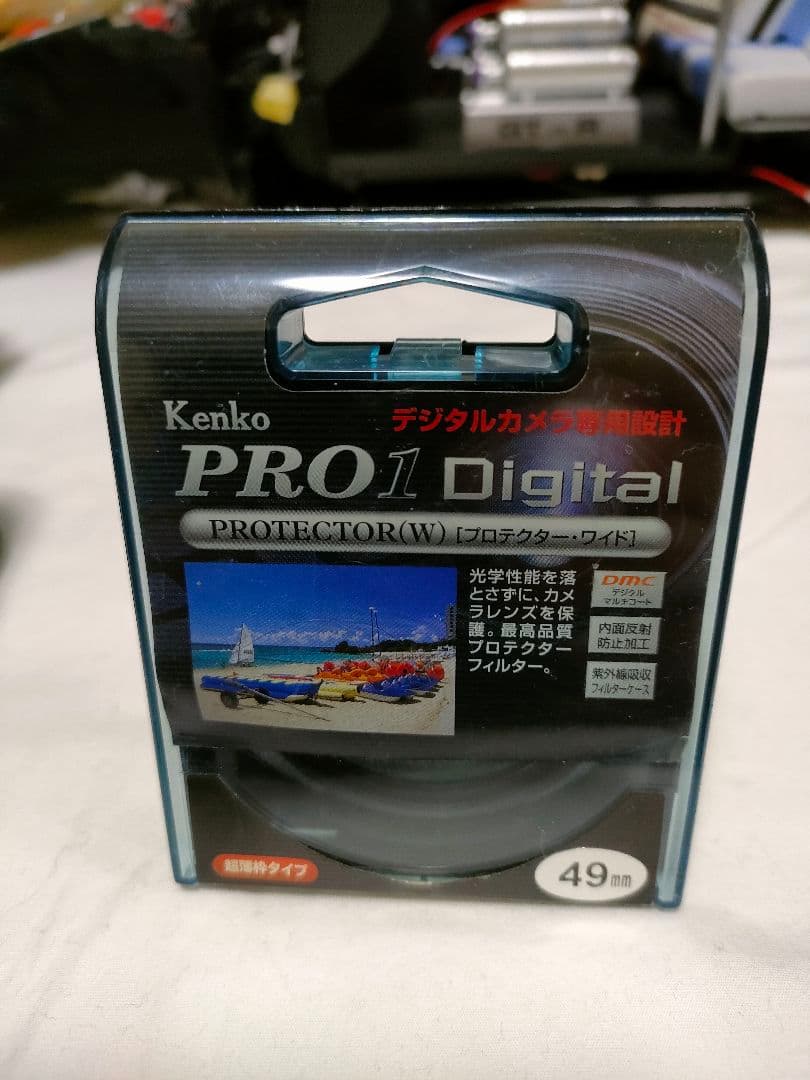 Kenko
デジタルカメラ専用設計
PRO1 Digital
PROTECTOR(W) [プロテクター・ワイド]
光学性能を落
とさずに、カメ
ラレンズを保
護。最高品質
プロテクター
フィルター。
DMC
デジタル
マルチコート
内面反射
防止加工
紫外線吸収
フィルターケース
超薄枠タイプ
49mm